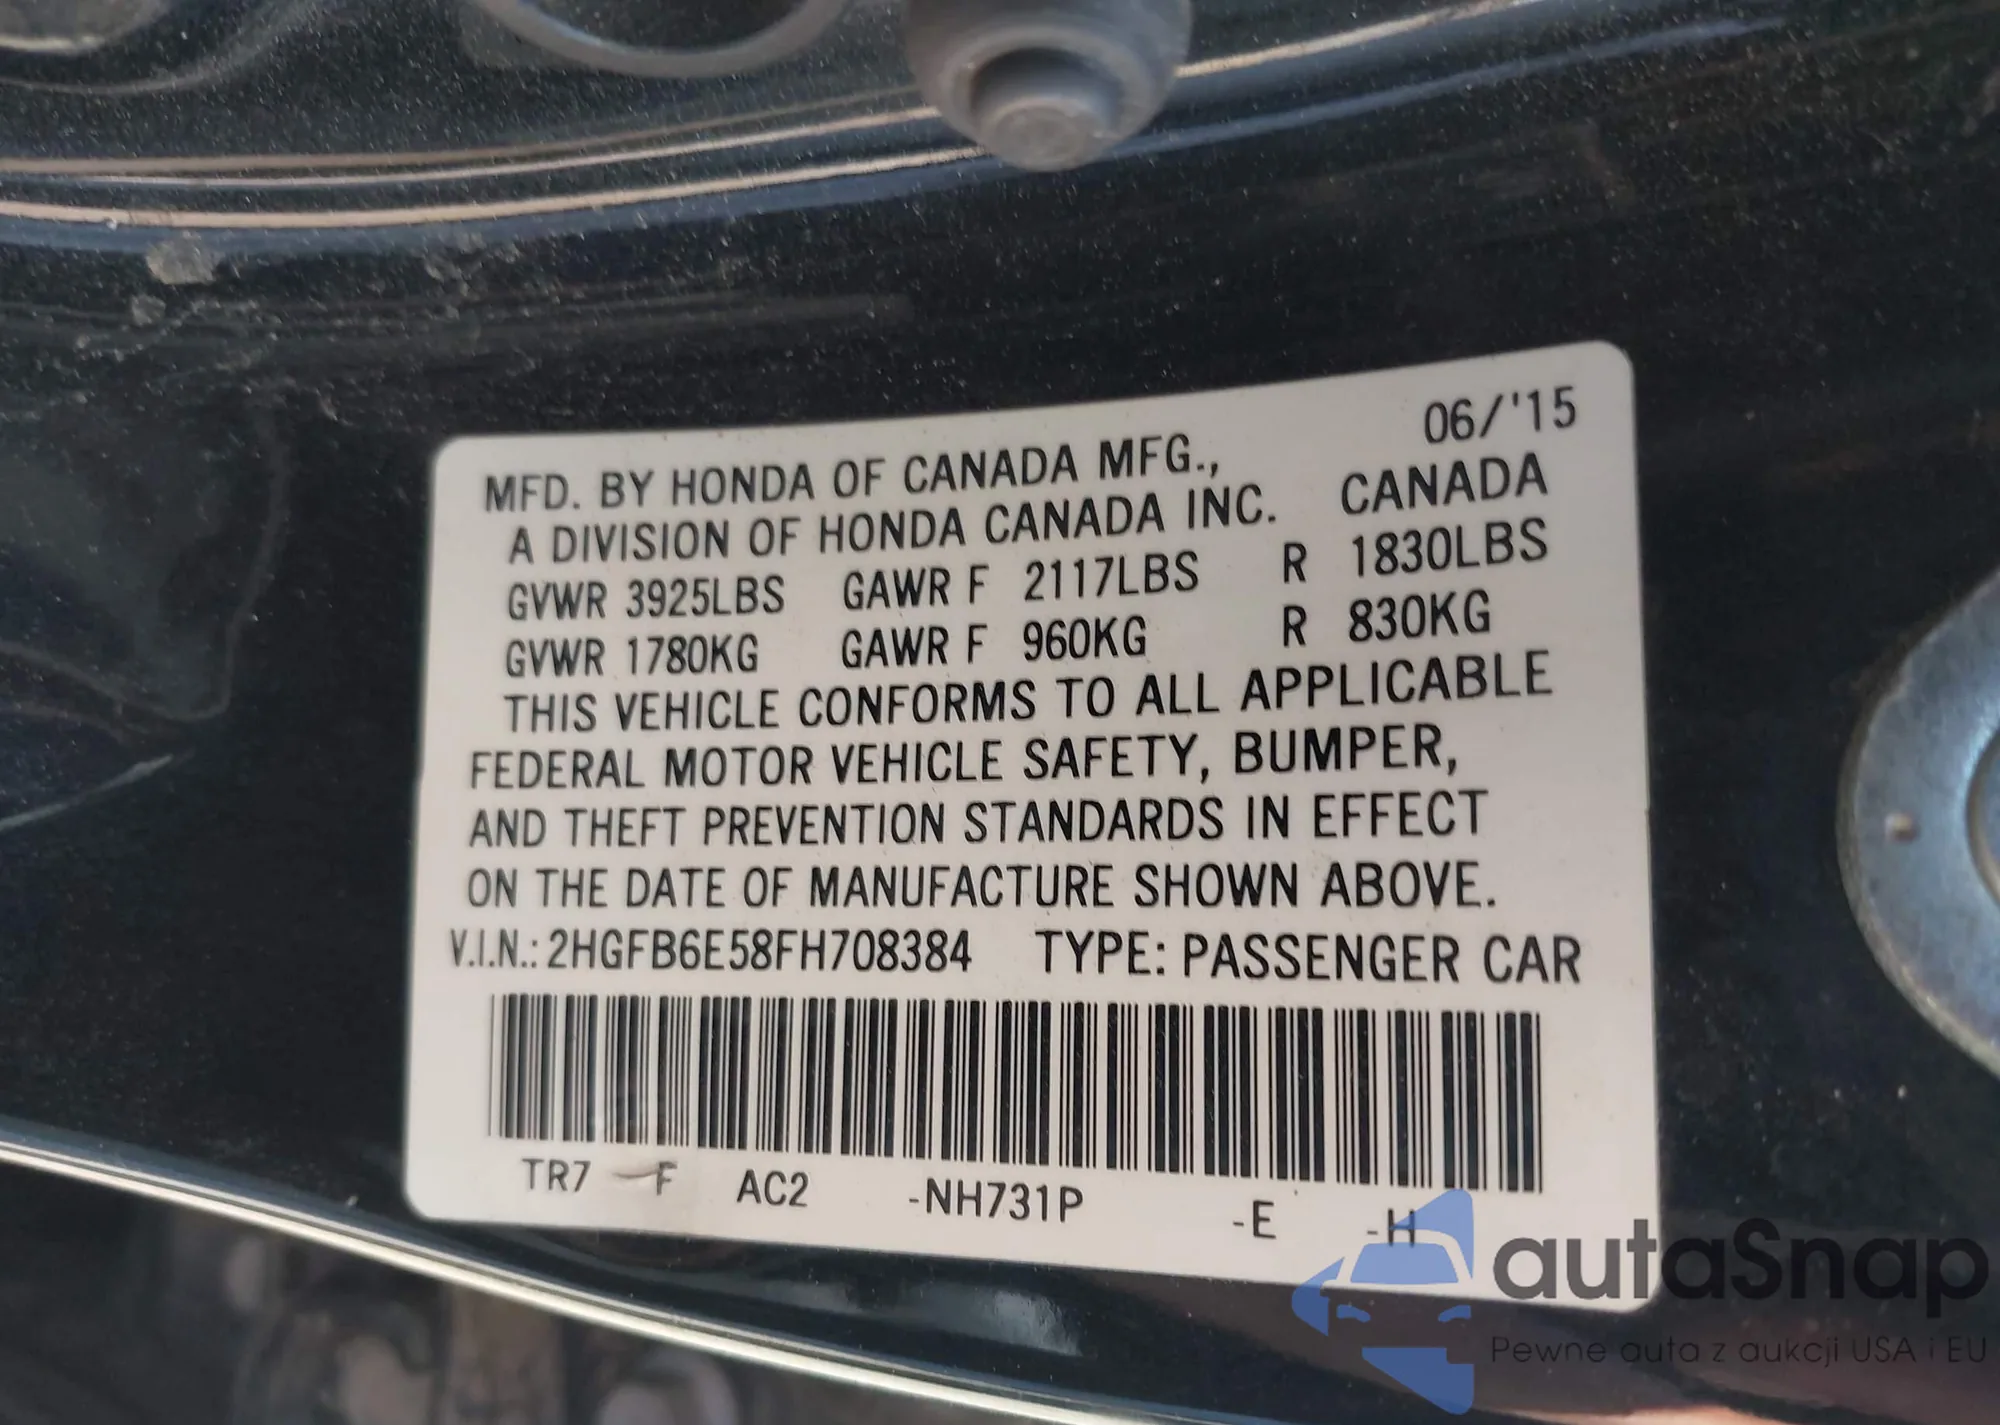 06/'15
MFD. BY HONDA OF CANADA MFG.,
A DIVISION OF HONDA CANADA INC. CANADA
GVWR 3925LBS GAWR F 2117LBS R 1830LBS
GVWR 1780KG GAWR F 960KG R 830KG
THIS VEHICLE CONFORMS TO ALL APPLICABLE
FEDERAL MOTOR VEHICLE SAFETY, BUMPER,
AND THEFT PREVENTION STANDARDS IN EFFECT
ON THE DATE OF MANUFACTURE SHOWN ABOVE.
V.I.N.: 2HGFB6E58FH708384 TYPE: PASSENGER CAR
TR7 F AC2 -NH731P -E -H
autaSnap
Pewne auta z aukcji USA i EU